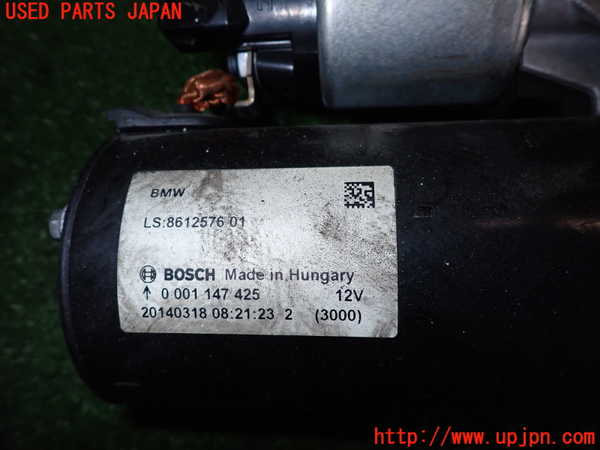 USED PARTS JAPAN
BMW
LS:8612576 01
BOSCH Made in Hungary
↑ 0 001 147 425 12V
20140318 08:21:23 2 (3000)
http://www.upjpn.com/